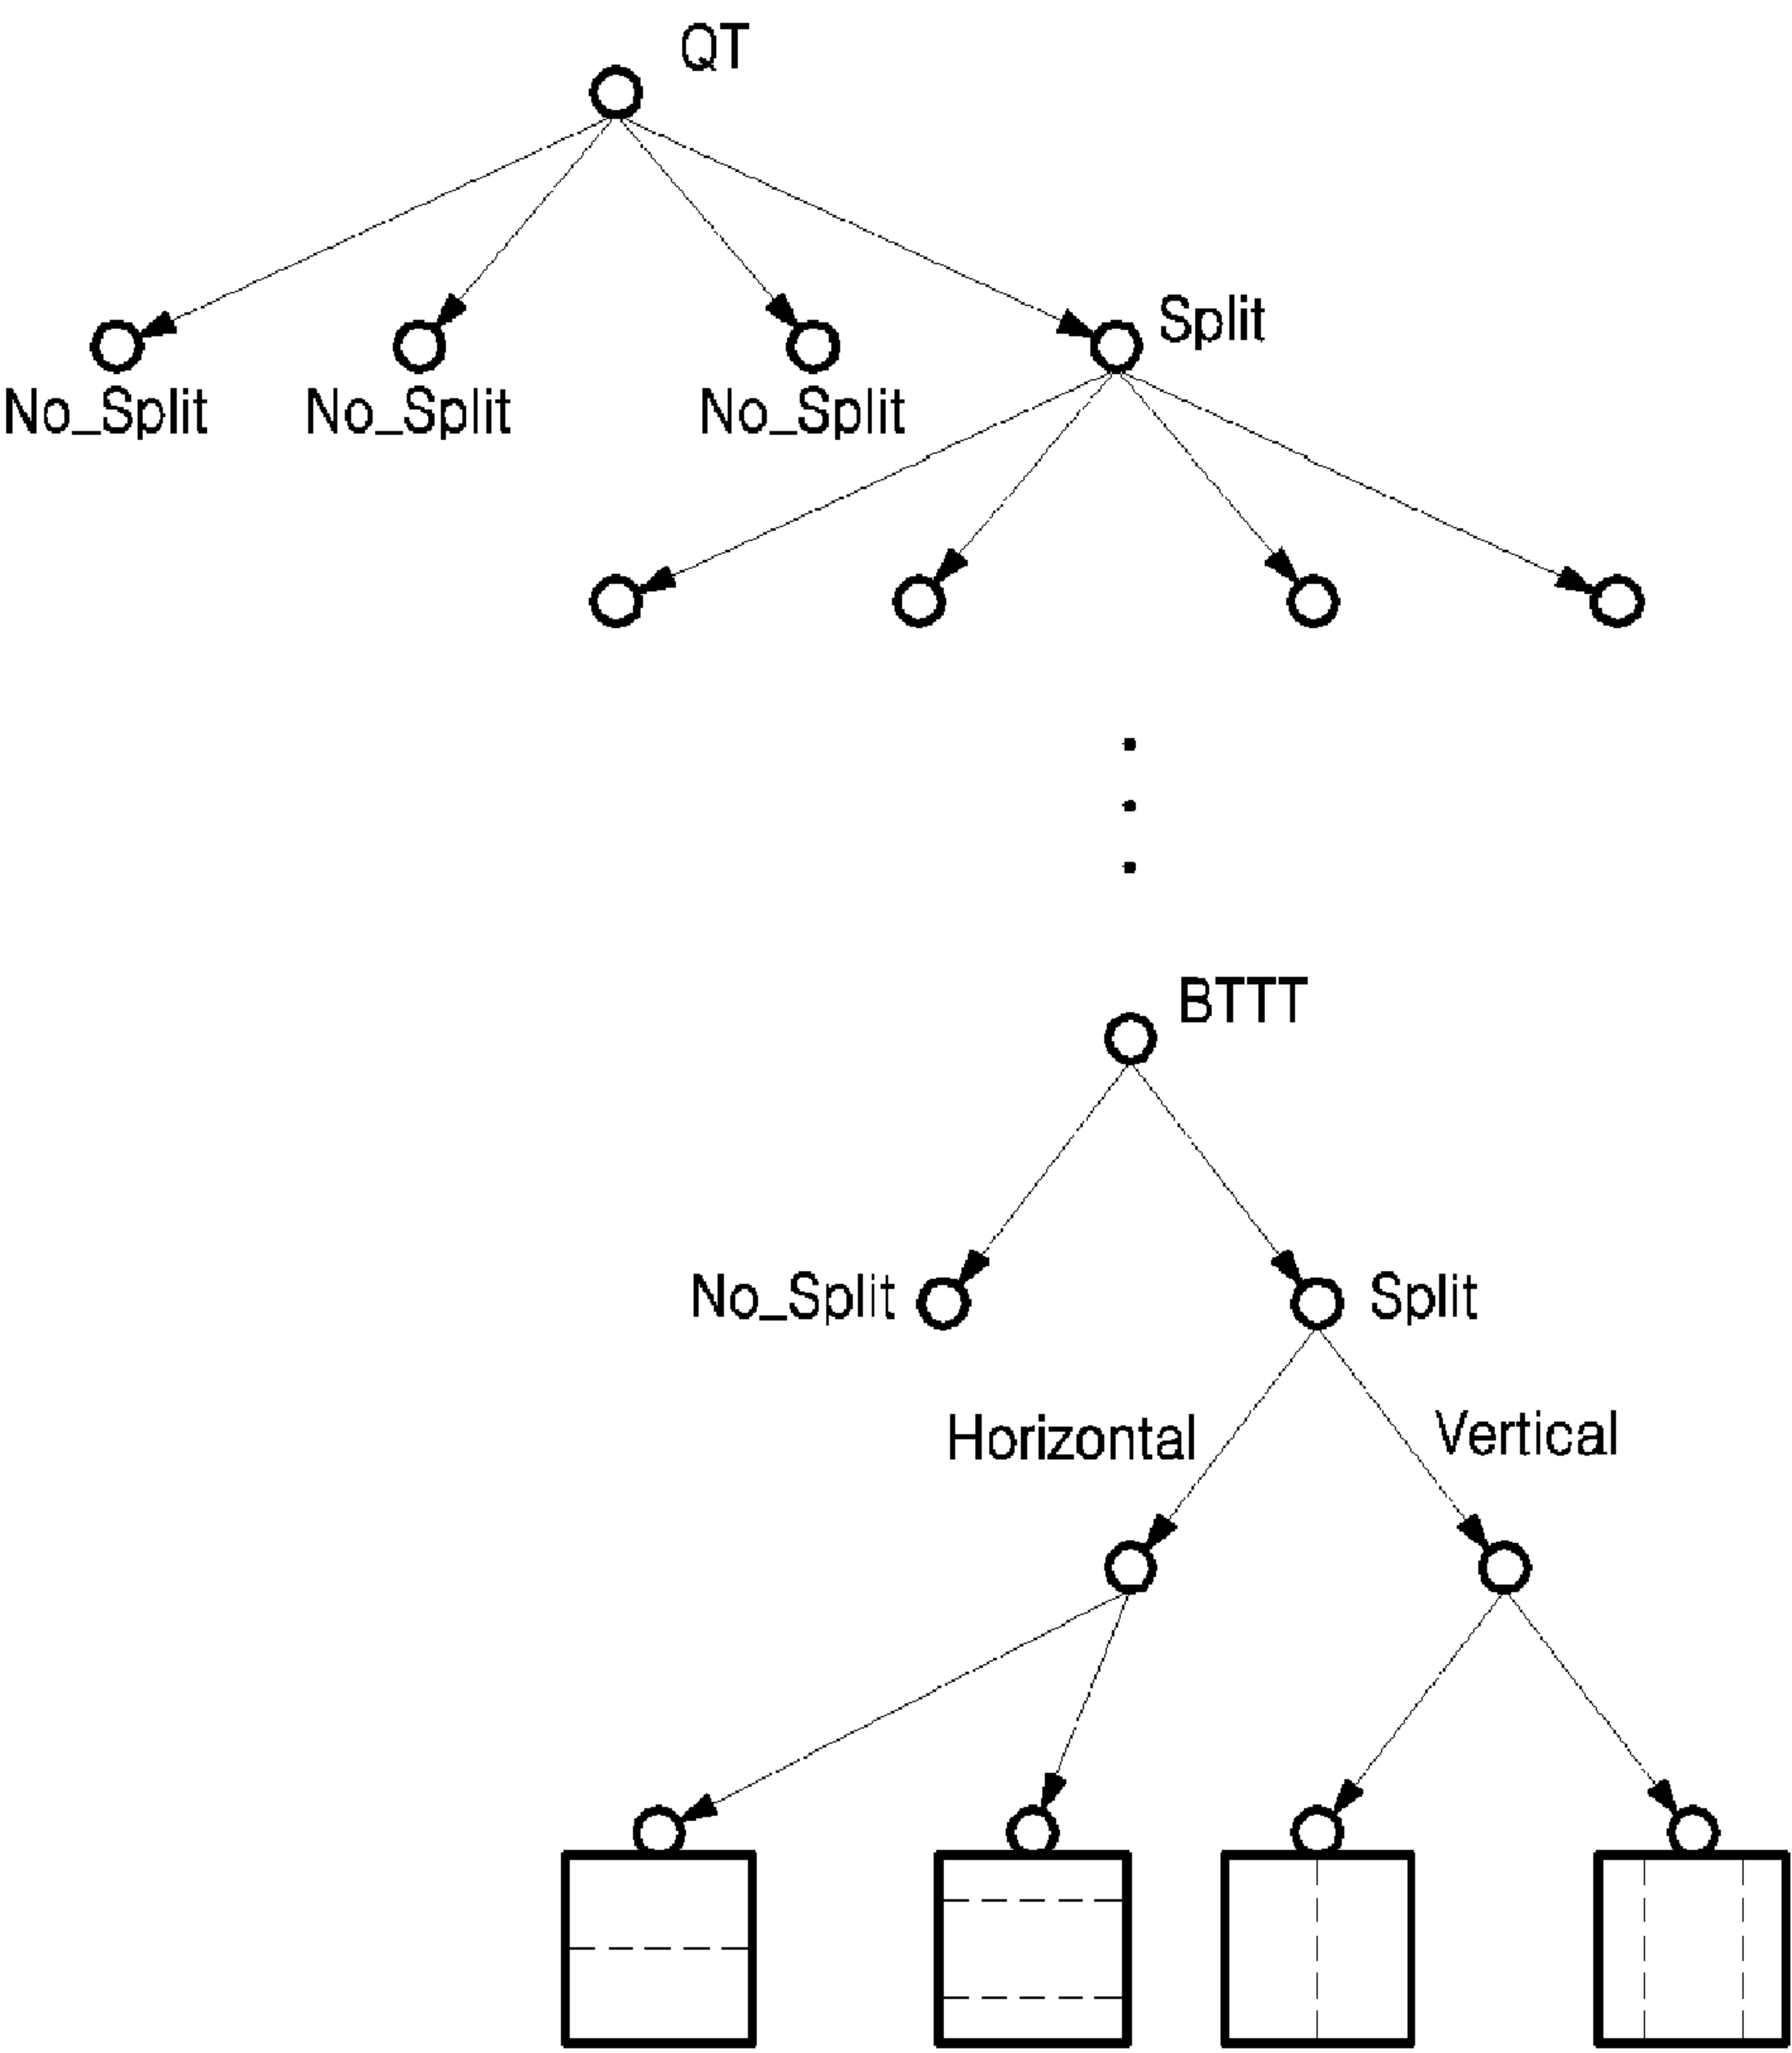 QT
Split
No_Split
No_Split
No_Split
BTTT
No_Split
Split
Horizontal
Vertical